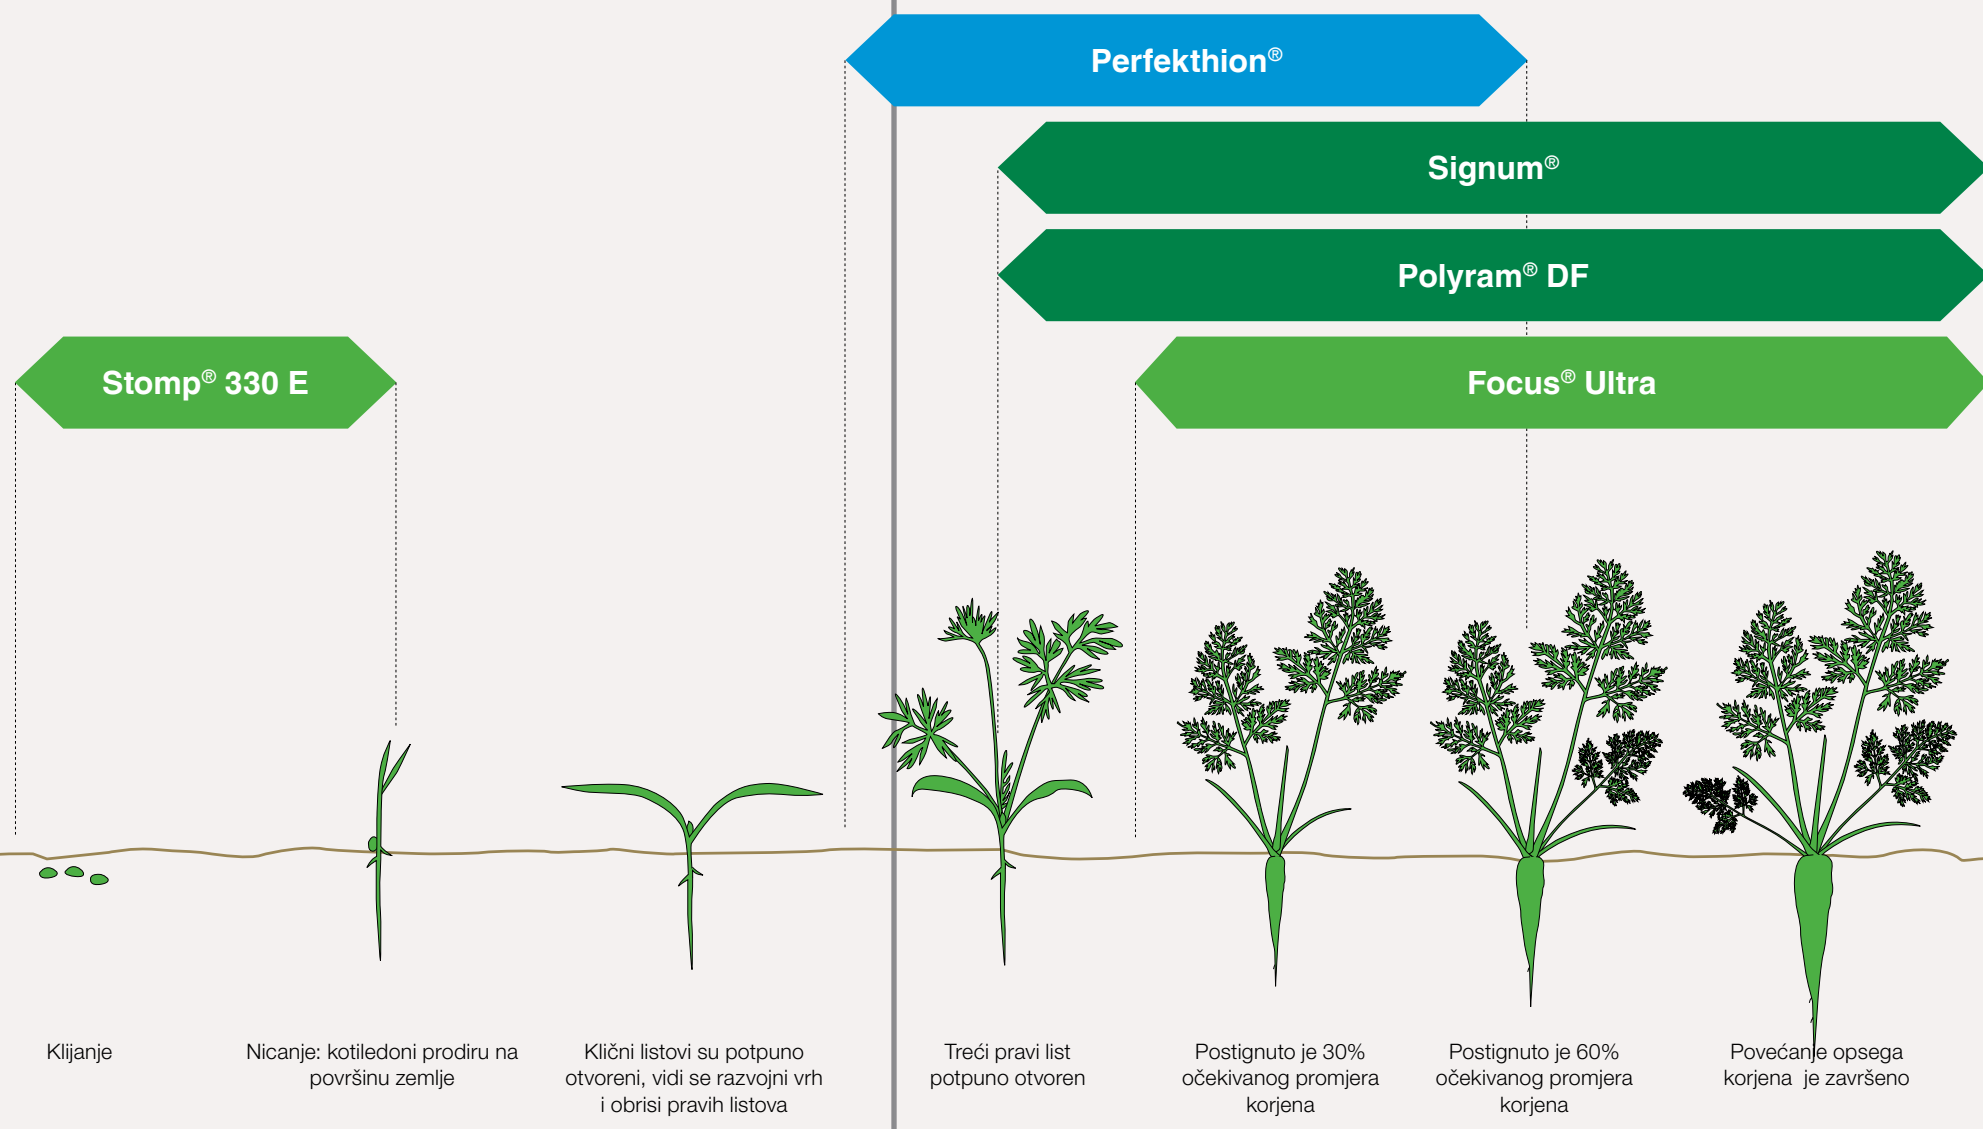 Perfekthion®
Signum®
Polyram® DF
Stomp® 330 E
Focus® Ultra
Klijanje
Nicanje: kotiledoni prodiru na
površinu zemlje
Klični listovi su potpuno
otvoreni, vidi se razvojni vrh
i obrisi pravih listova
Treći pravi list
potpuno otvoren
Postignuto je 30%
očekivanog promjera
korjena
Postignuto je 60%
očekivanog promjera
korjena
Povećanje opsega
korjena je završeno